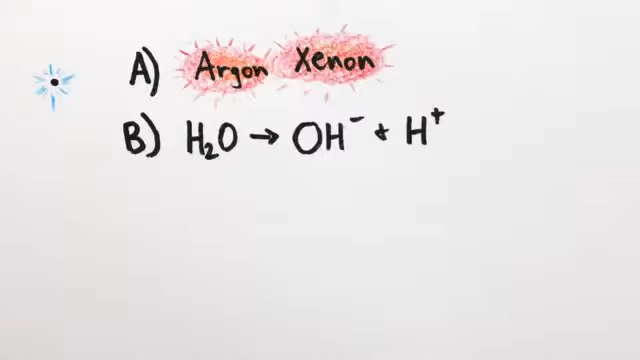 A) Argon Xenon
B) H₂O → OH⁻ + H⁺